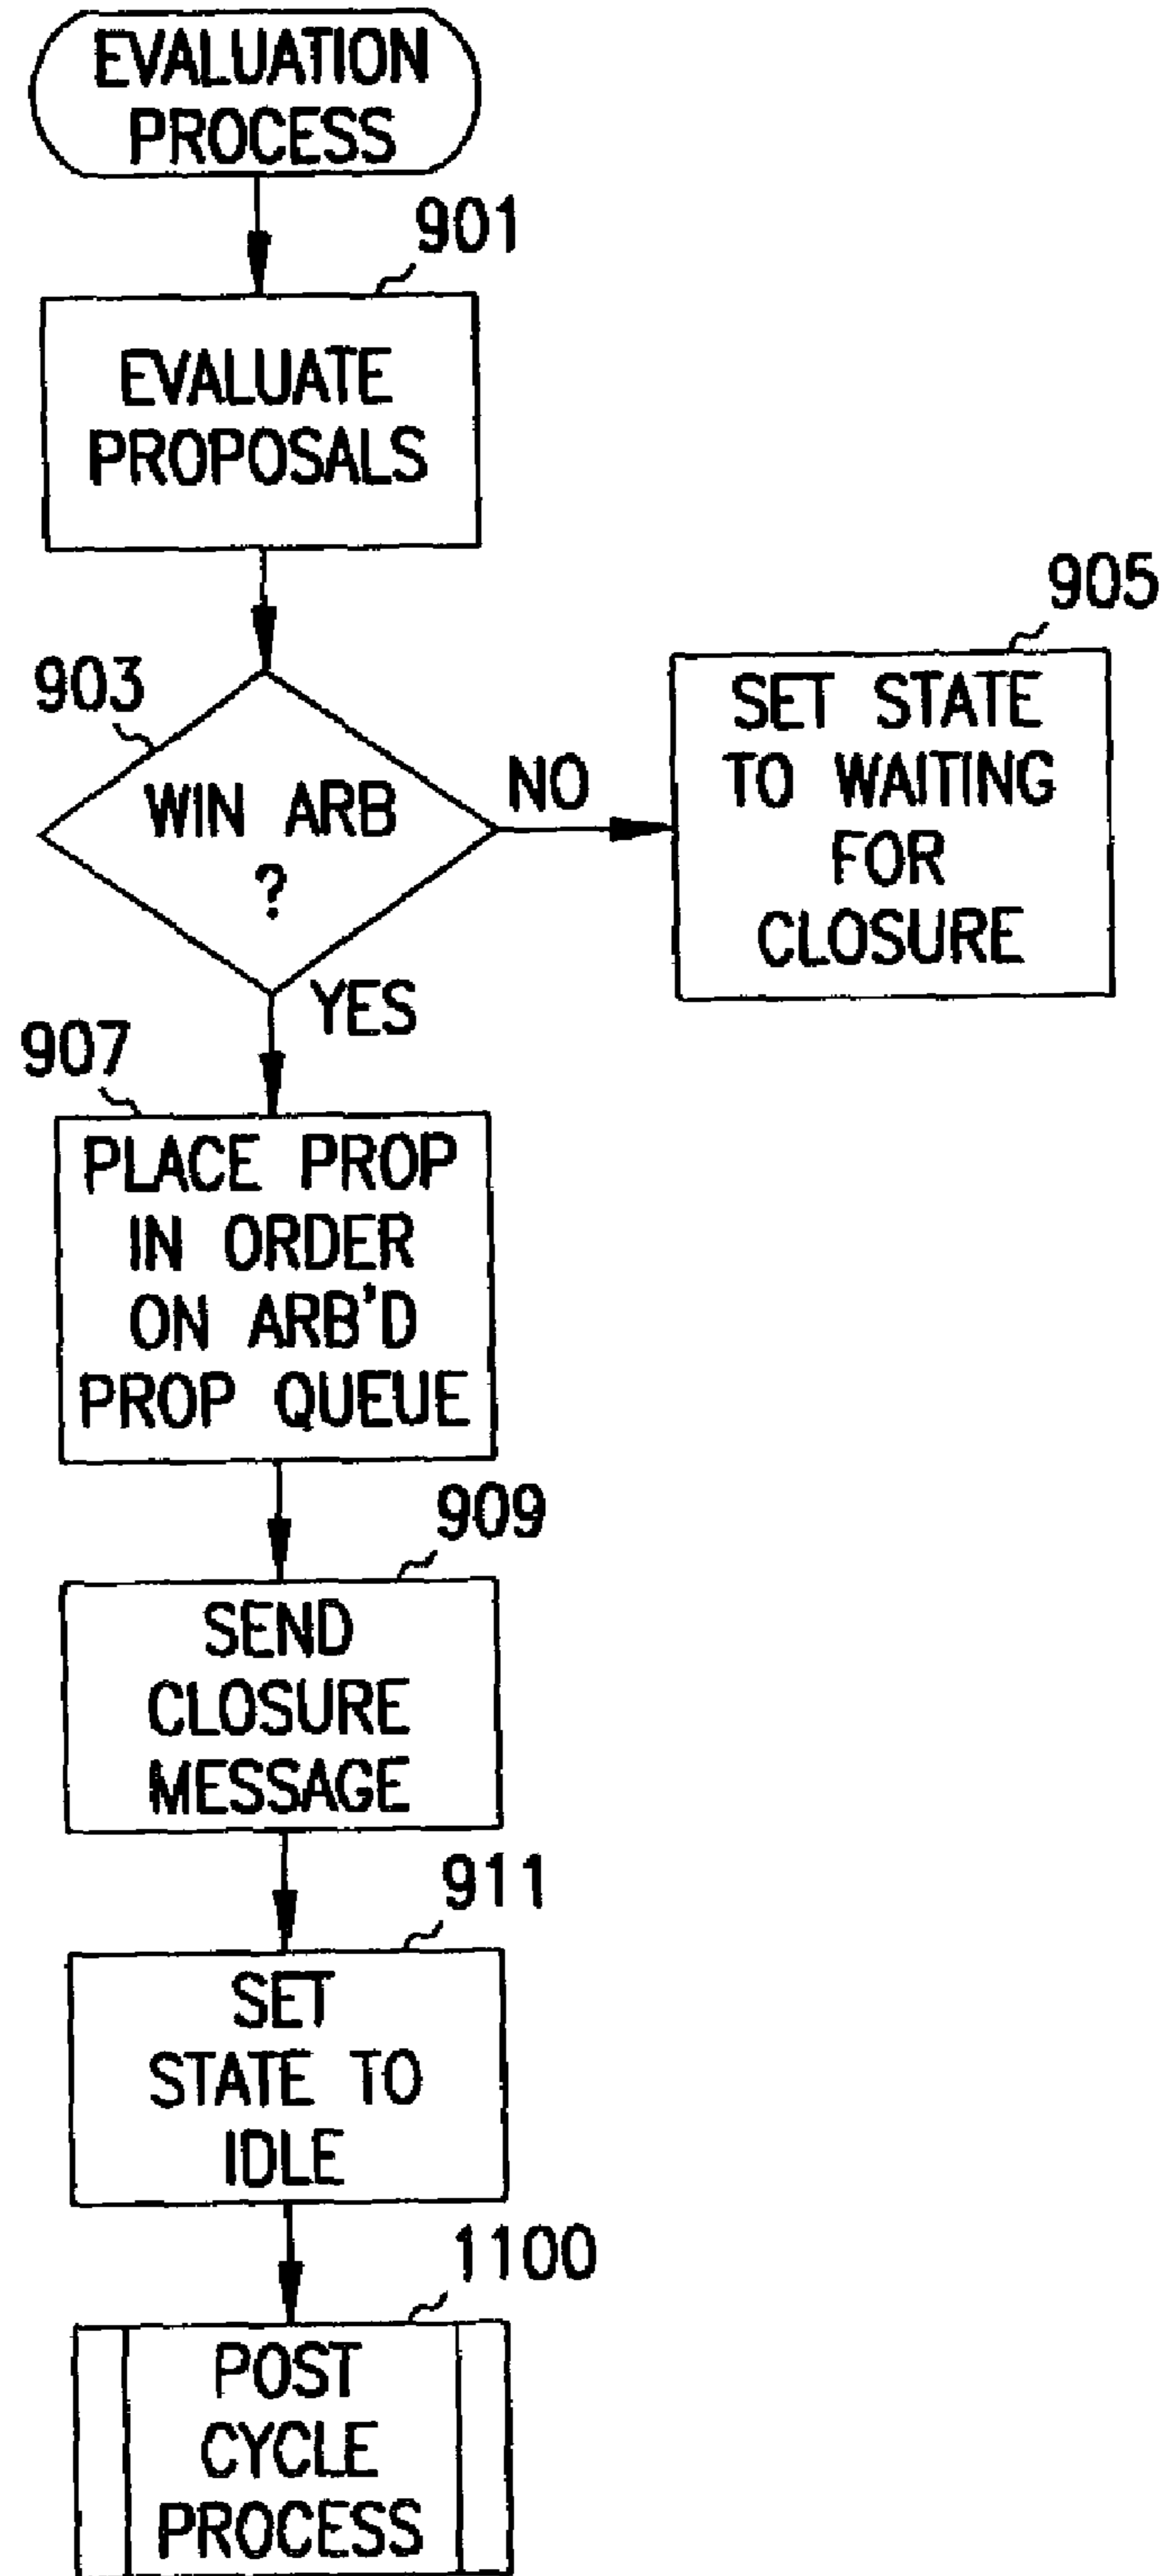 EVALUATION
PROCESS
901
EVALUATE
PROPOSALS
903
WIN ARB
?
NO
905
SET STATE
TO WAITING
FOR
CLOSURE
YES
907
PLACE PROP
IN ORDER
ON ARB'D
PROP QUEUE
909
SEND
CLOSURE
MESSAGE
911
SET
STATE TO
IDLE
1100
POST
CYCLE
PROCESS